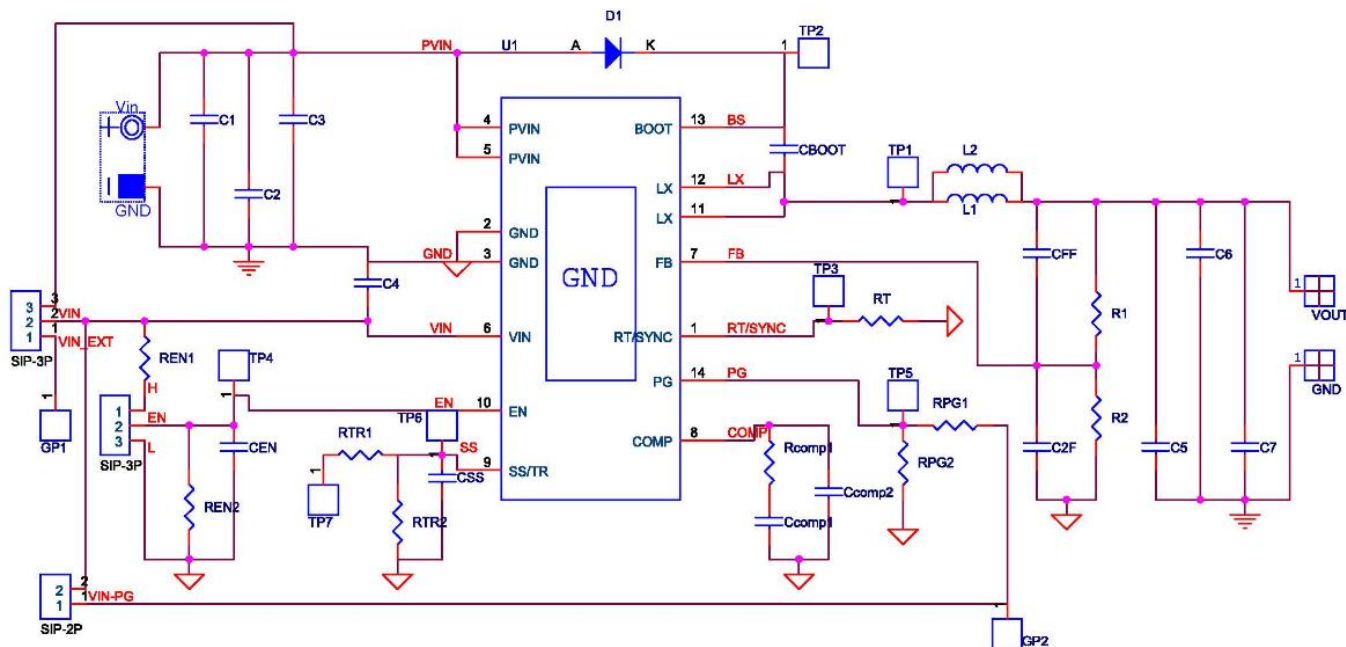 D1
TP2
1
PVIN
U1
A
K
Vin
C1
C3
C2
GND
4
PVIN
5
PVIN
2
GND
GND
3
GND
C4
GND
BOOT
13
BS
CBOOT
LX
12
LX
LX
11
TP1
1
L2
L1
FB
7
FB
CFF
C6
3
3
VIN
2
2
1
1
VIN_EXT
SIP-3P
VIN
6
VIN
TP3
1
RT
RT/SYNC
1
RT/SYNC
R1
1
VOUT
REN1
H
TP4
1
1
GP1
1
EN
2
3
L
SIP-3P
CEN
REN2
EN
10
EN
TP6
1
SS
9
SS/TR
RTR1
1
TP7
CSS
RTR2
PG
14
PG
TP5
1
RPG1
RPG2
COMP
8
COMP
Rcomp1
Ccomp2
Ccomp1
C2F
R2
C5
C7
1
GND
2
2
1
1
VIN-PG
SIP-2P
1
GP2